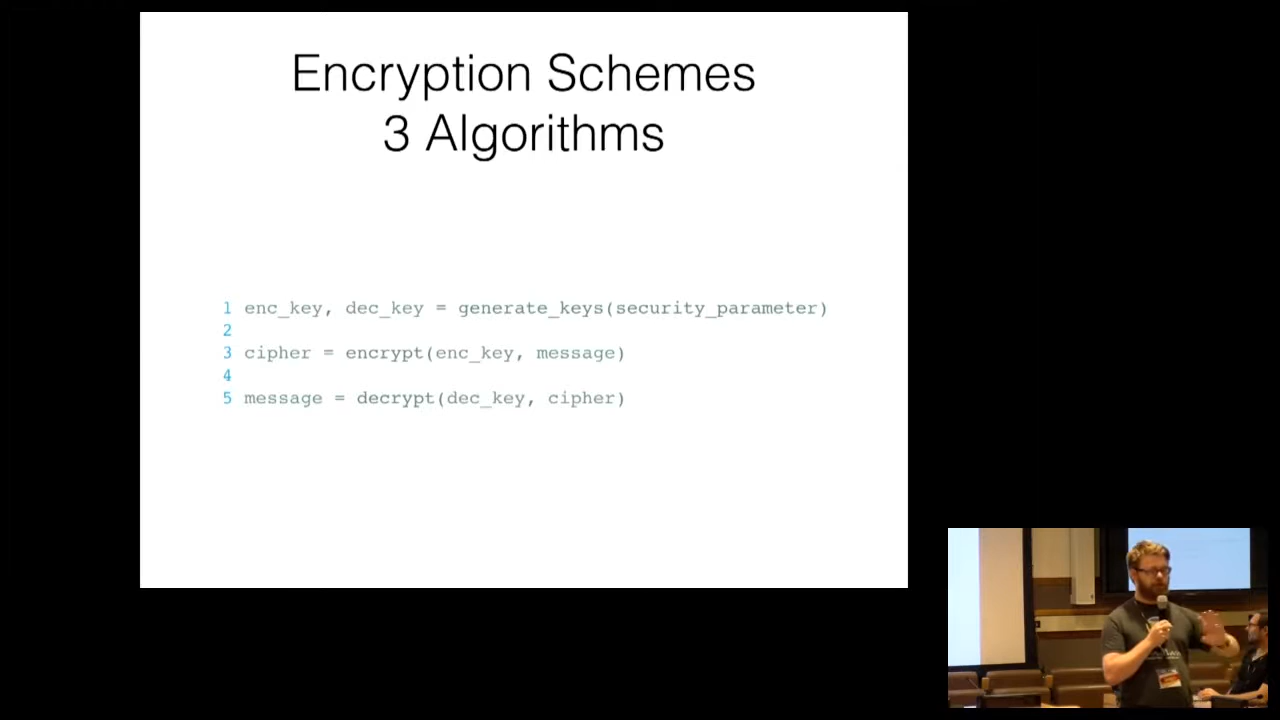 Encryption Schemes
3 Algorithms
1 enc_key, dec_key = generate_keys(security_parameter)
2
3 cipher = encrypt(enc_key, message)
4
5 message = decrypt(dec_key, cipher)